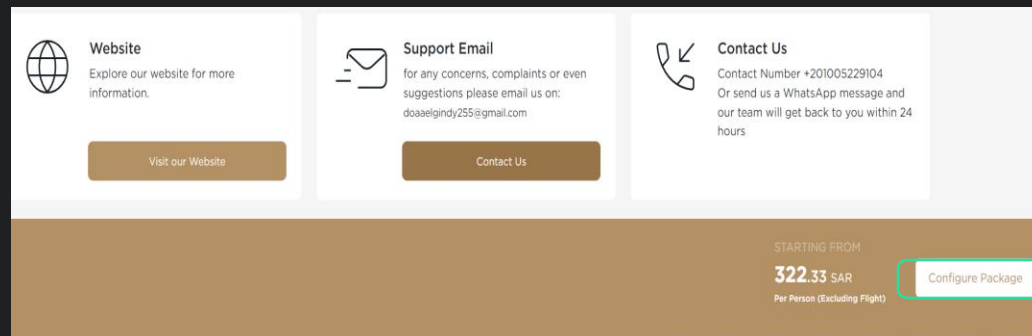 Website
Explore our website for more
information.
Visit our Website
Support Email
for any concerns, complaints or even
suggestions please email us on:
doaaelgindy255@gmail.com
Contact Us
Contact Us
Contact Number +201005229104
Or send us a WhatsApp message and
our team will get back to you within 24
hours
STARTING FROM
322.33 SAR
Per Person (Excluding Flight)
Configure Package